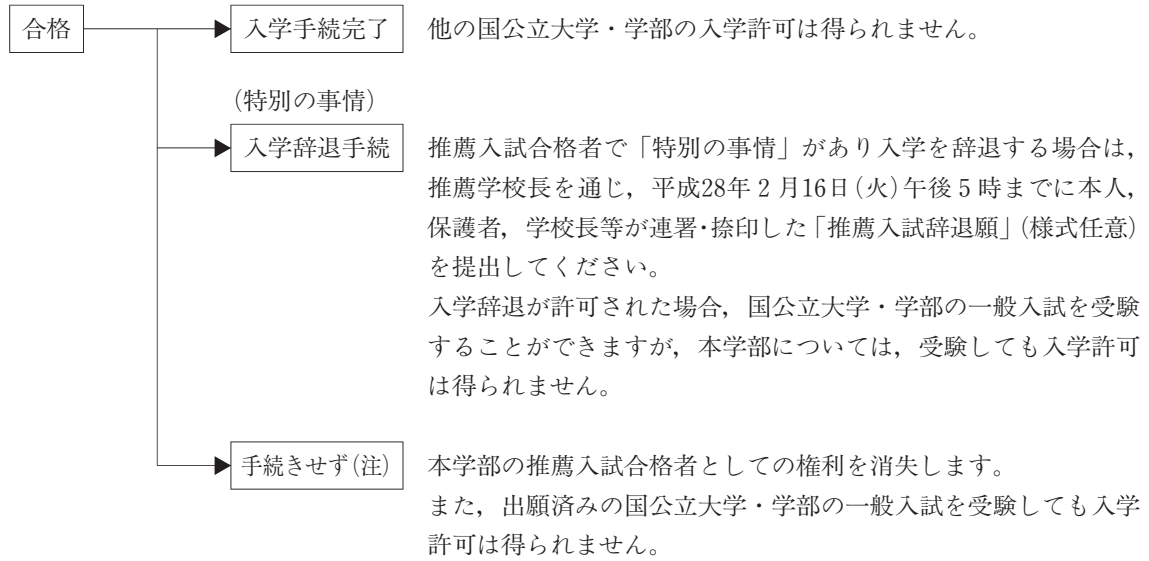 合格
入学手続完了
他の国公立大学・学部の入学許可は得られません。
(特別の事情)
入学辞退手続
推薦入試合格者で「特別の事情」があり入学を辞退する場合は,
推薦学校長を通じ,平成28年2月16日(火)午後5時までに本人,
保護者,学校長等が連署・捺印した「推薦入試辞退願」(様式任意)
を提出してください。
入学辞退が許可された場合,国公立大学・学部の一般入試を受験
することができますが,本学部については,受験しても入学許可
は得られません。
手続きせず(注)
本学部の推薦入試合格者としての権利を消失します。
また,出願済みの国公立大学・学部の一般入試を受験しても入学
許可は得られません。